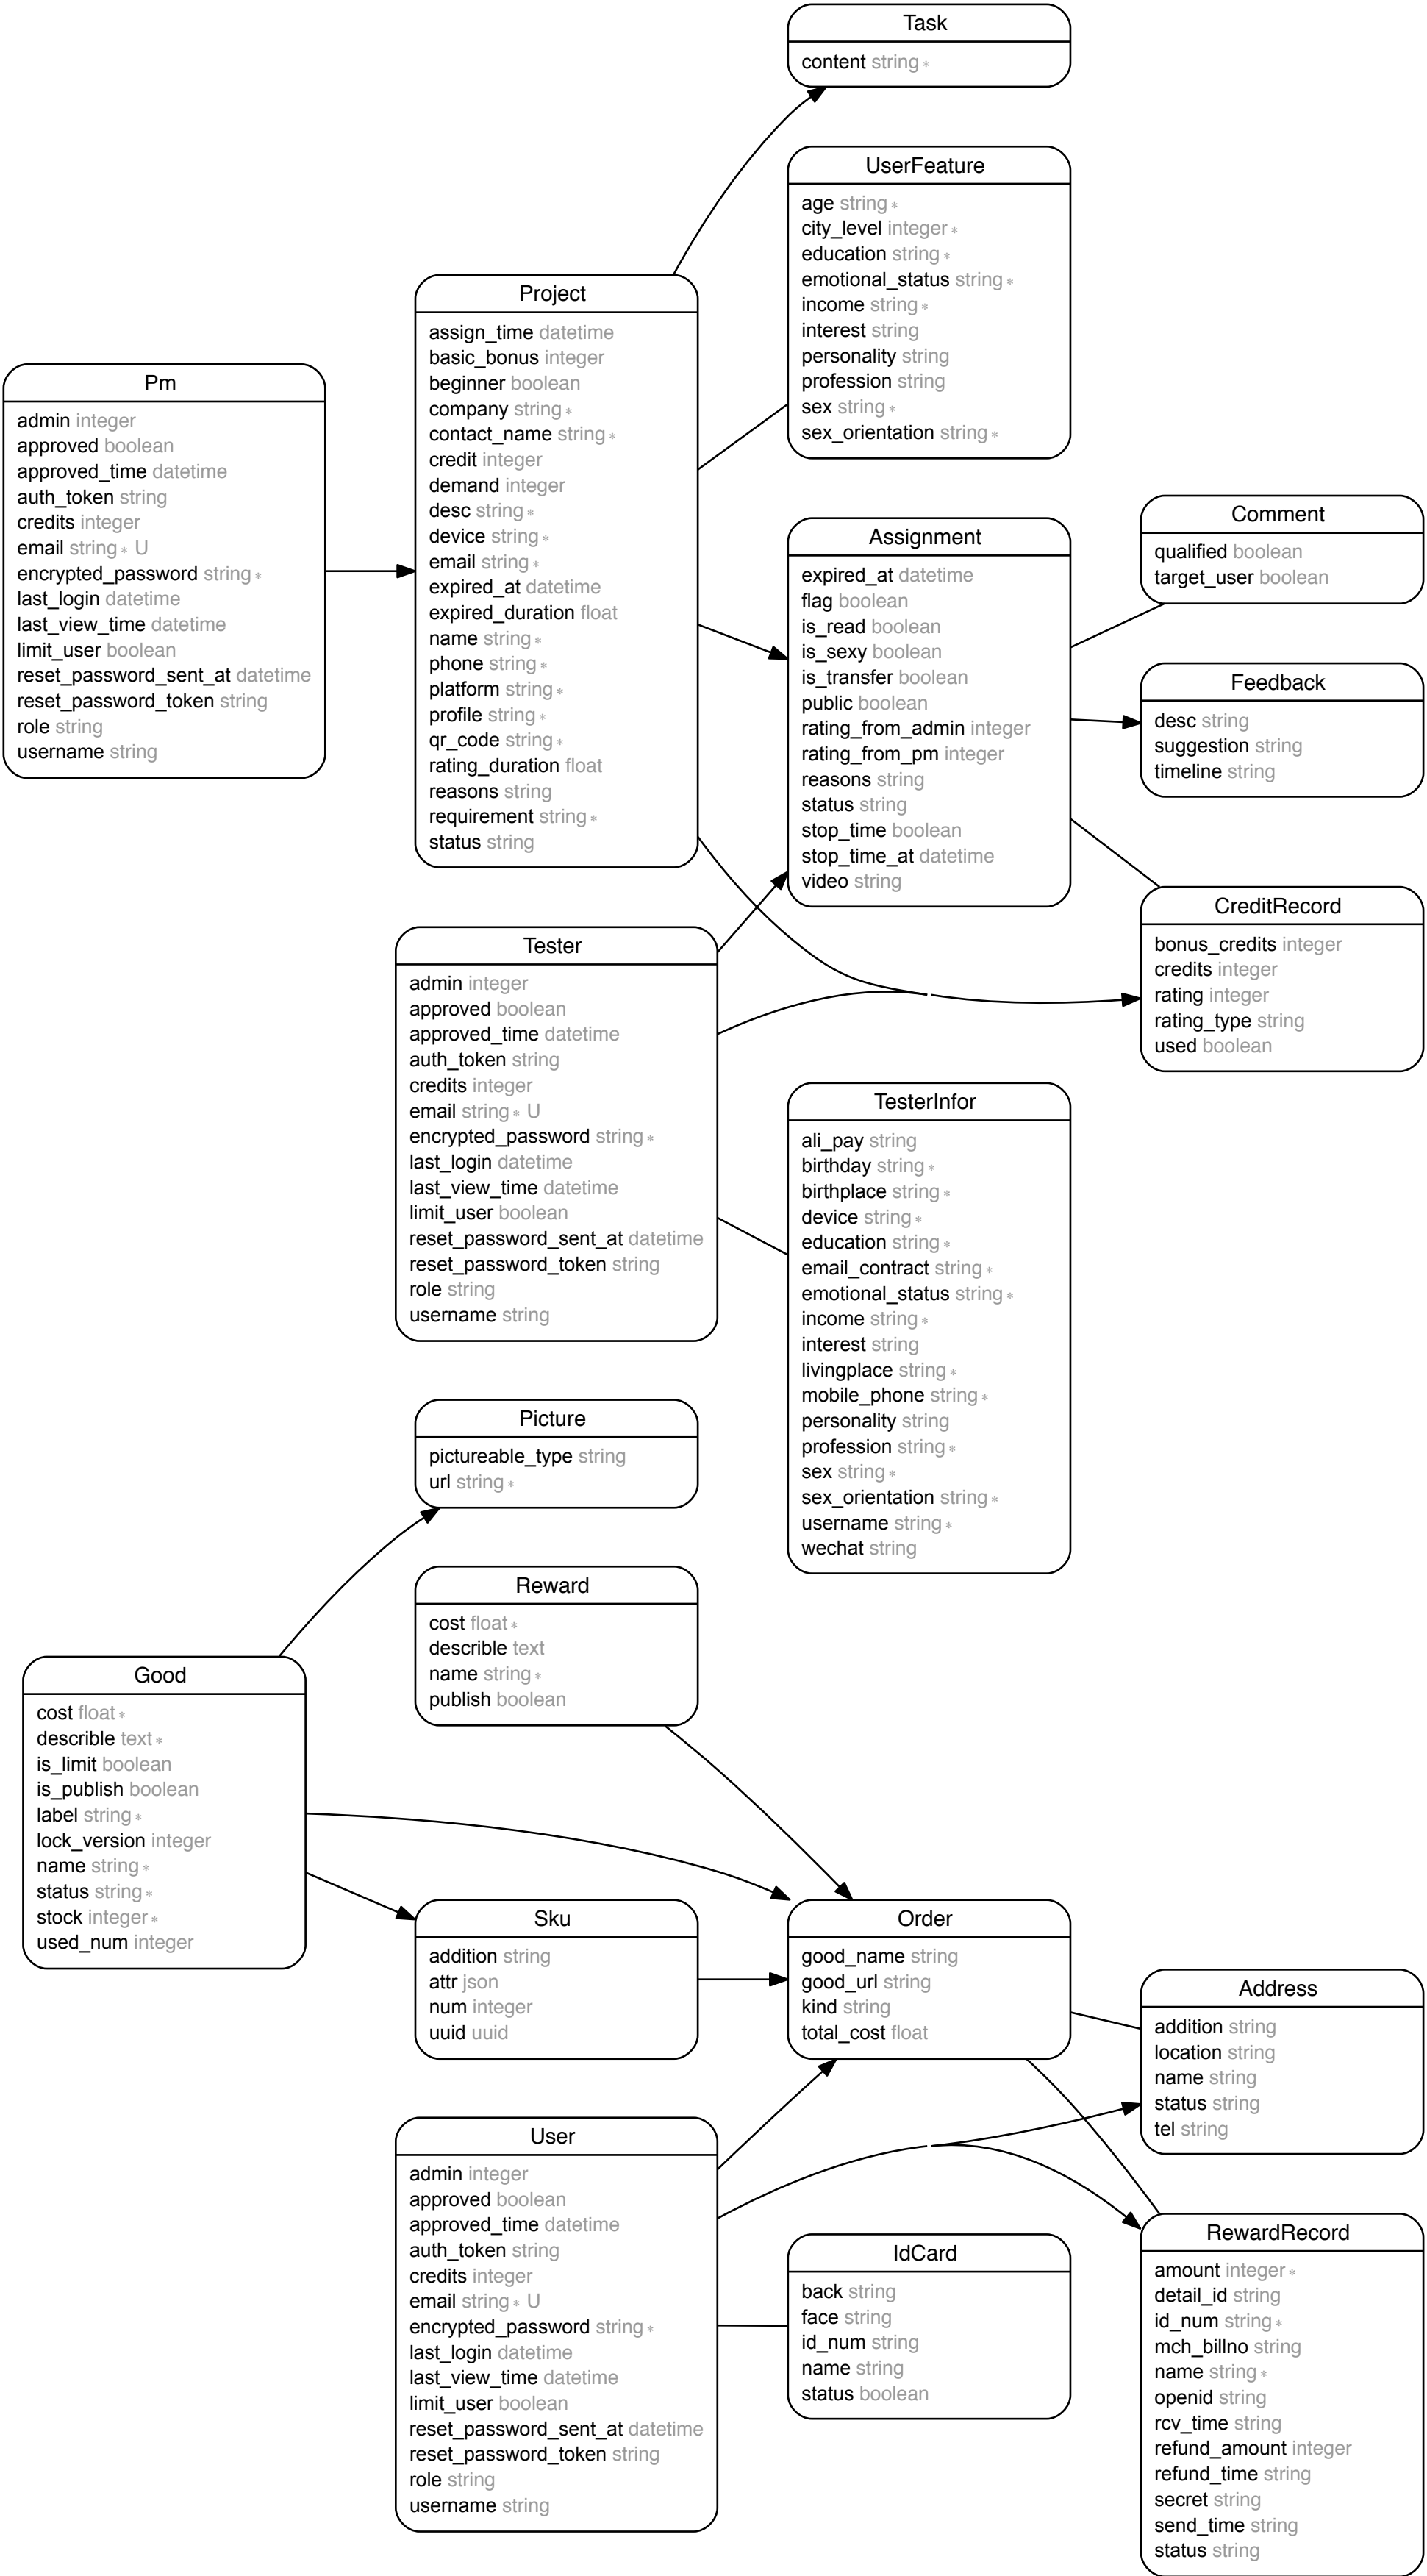 Task
content string *
UserFeature
age string *
city_level integer *
education string *
emotional_status string *
income string *
interest string
personality string
profession string
sex string *
sex_orientation string *
Project
assign_time datetime
basic_bonus integer
beginner boolean
company string *
contact_name string *
credit integer
demand integer
desc string *
device string *
email string *
expired_at datetime
expired_duration float
name string *
phone string *
platform string *
profile string *
qr_code string *
rating_duration float
reasons string
requirement string *
status string
Pm
admin integer
approved boolean
approved_time datetime
auth_token string
credits integer
email string * U
encrypted_password string *
last_login datetime
last_view_time datetime
limit_user boolean
reset_password_sent_at datetime
reset_password_token string
role string
username string
Assignment
expired_at datetime
flag boolean
is_read boolean
is_sexy boolean
is_transfer boolean
public boolean
rating_from_admin integer
rating_from_pm integer
reasons string
status string
stop_time boolean
stop_time_at datetime
video string
Comment
qualified boolean
target_user boolean
Feedback
desc string
suggestion string
timeline string
CreditRecord
bonus_credits integer
credits integer
rating integer
rating_type string
used boolean
Tester
admin integer
approved boolean
approved_time datetime
auth_token string
credits integer
email string * U
encrypted_password string *
last_login datetime
last_view_time datetime
limit_user boolean
reset_password_sent_at datetime
reset_password_token string
role string
username string
TesterInfor
ali_pay string
birthday string *
birthplace string *
device string *
education string *
email_contract string *
emotional_status string *
income string *
interest string
livingplace string *
mobile_phone string *
personality string
profession string *
sex string *
sex_orientation string *
username string *
wechat string
Picture
pictureable_type string
url string *
Reward
cost float *
describle text
name string *
publish boolean
Good
cost float *
describle text *
is_limit boolean
is_publish boolean
label string *
lock_version integer
name string *
status string *
stock integer *
used_num integer
Sku
addition string
attr json
num integer
uuid uuid
Order
good_name string
good_url string
kind string
total_cost float
Address
addition string
location string
name string
status string
tel string
User
admin integer
approved boolean
approved_time datetime
auth_token string
credits integer
email string * U
encrypted_password string *
last_login datetime
last_view_time datetime
limit_user boolean
reset_password_sent_at datetime
reset_password_token string
role string
username string
IdCard
back string
face string
id_num string
name string
status boolean
RewardRecord
amount integer *
detail_id string
id_num string *
mch_billno string
name string *
openid string
rcv_time string
refund_amount integer
refund_time string
secret string
send_time string
status string